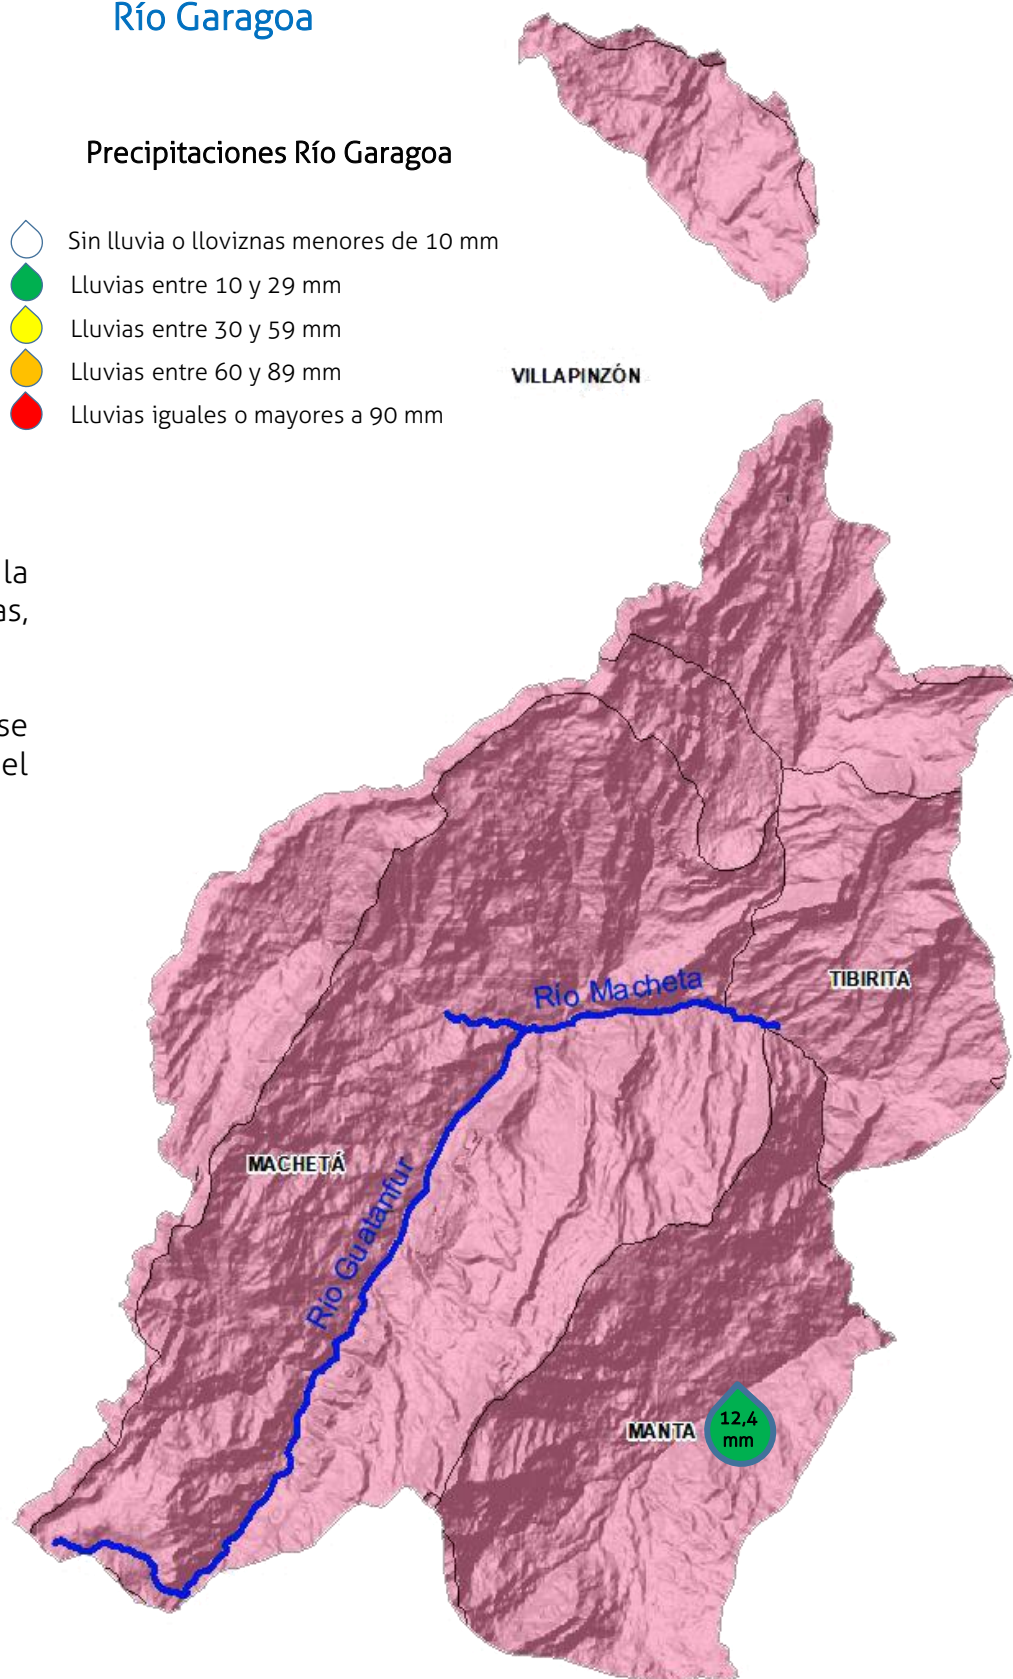 Río Garagoa
Precipitaciones Río Garagoa
Sin lluvia o lloviznas menores de 10 mm
Lluvias entre 10 y 29 mm
Lluvias entre 30 y 59 mm
Lluvias entre 60 y 89 mm
Lluvias iguales o mayores a 90 mm
VILLAPINZÓN
la
as,
se
el
Río Macheta
TIBIRITA
MACHETÁ
Río Guatanfur
MANTA
12,4
mm